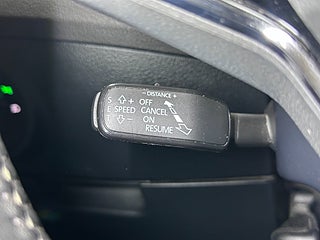 − DISTANCE +
S ⇧ + OFF
E SPEED CANCEL
T ⇩ − ON
RESUME